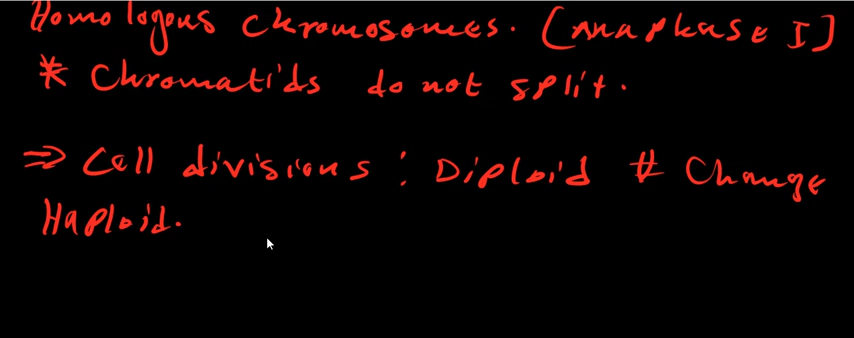 Homologous chromosomes. [Anaphase I]
* Chromatids do not split.
⇒ Cell divisions : Diploid # Change
Haploid.